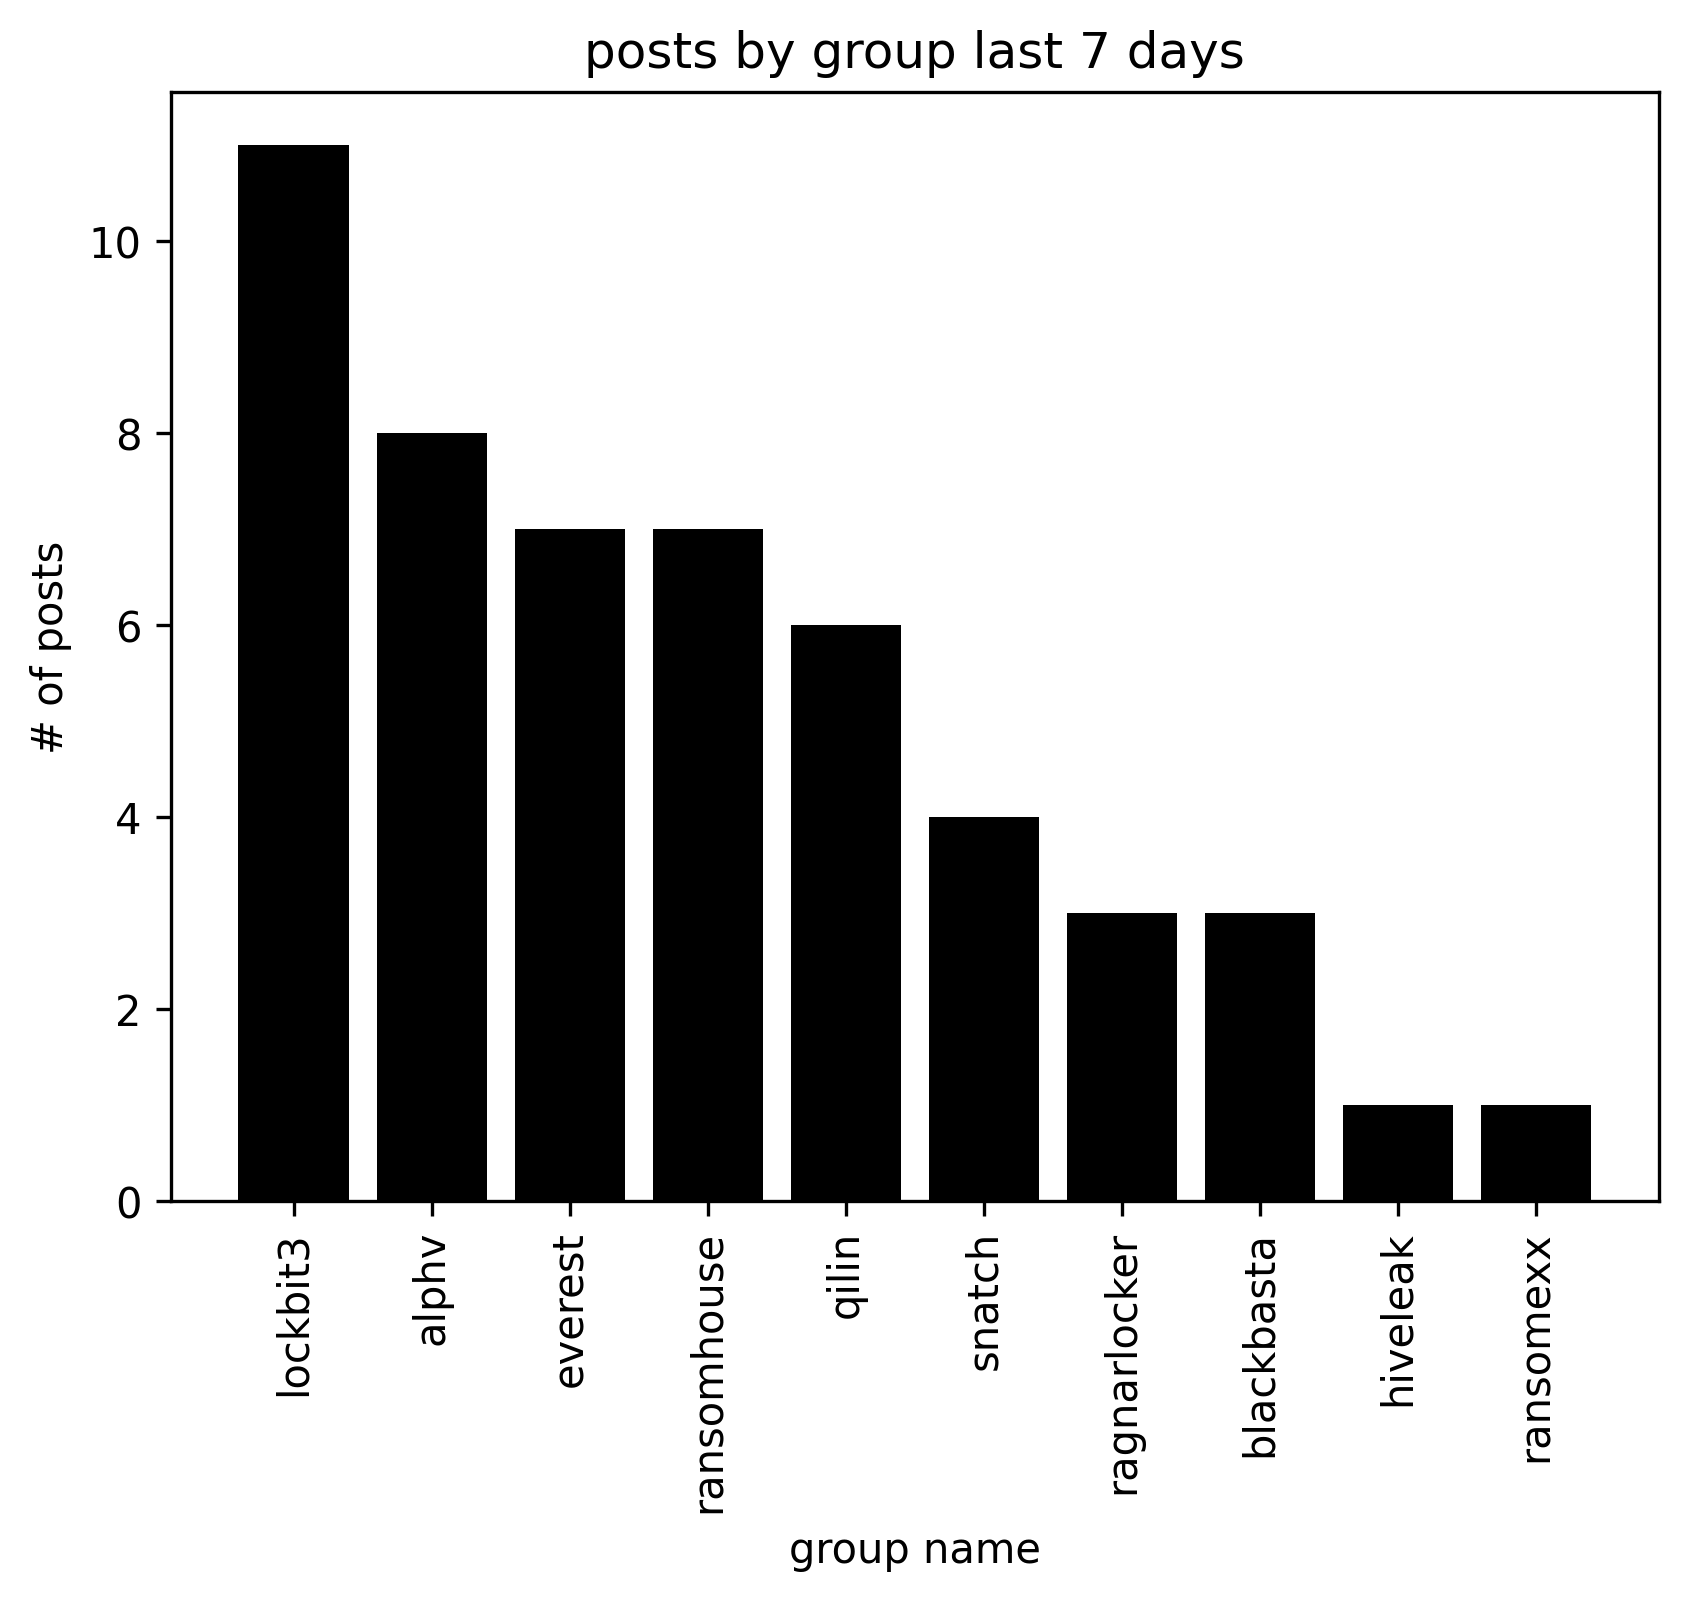 posts by group last 7 days
# of posts
10
8
6
4
2
0
lockbit3
alphv
everest
ransomhouse
qilin
snatch
ragnarlocker
blackbasta
hiveleak
ransomexx
group name